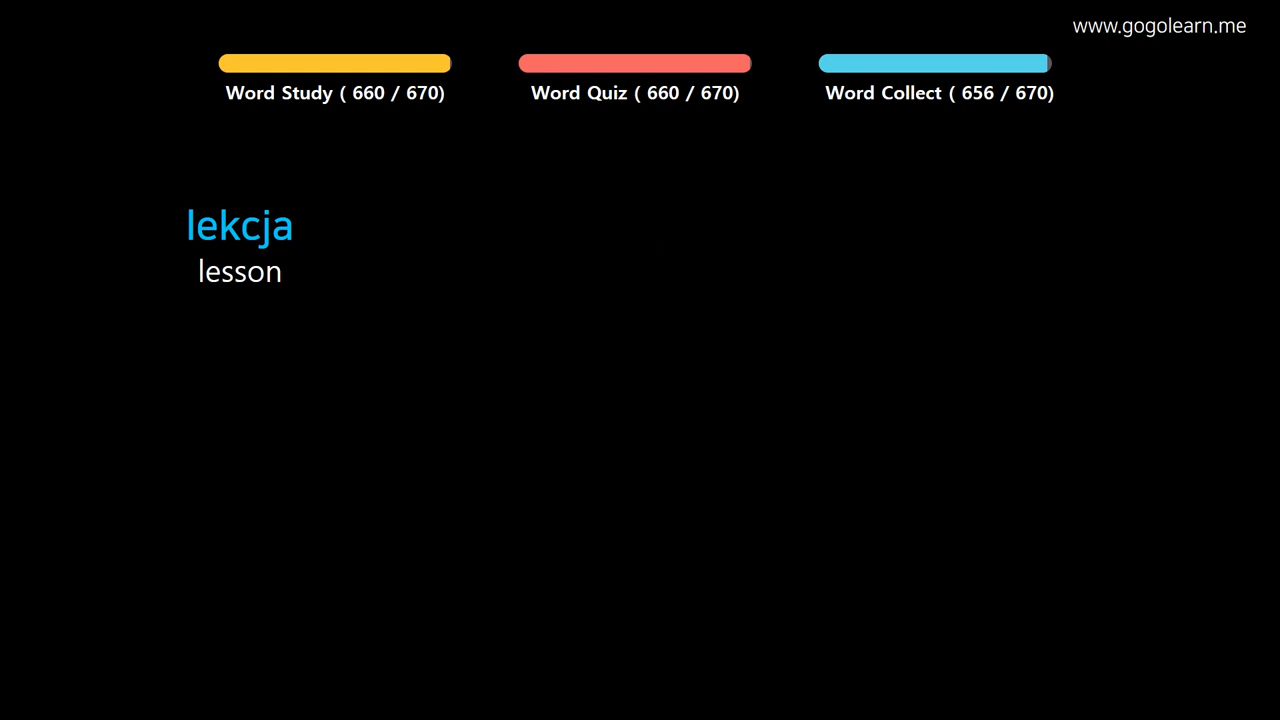 www.gogolearn.me
Word Study ( 660 / 670)
Word Quiz ( 660 / 670)
Word Collect ( 656 / 670)
lekcja
lesson